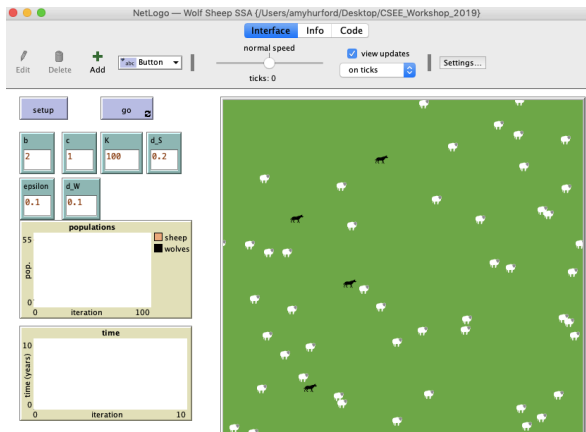 NetLogo — Wolf Sheep SSA {/Users/amyhurford/Desktop/CSEE_Workshop_2019}
Interface Info Code
Edit Delete Add Button
normal speed
ticks: 0
view updates
on ticks
Settings...
setup go
b c K d_S
2 1 100 0.2
epsilon d_W
0.1 0.1
populations
55
pop.
0
0 iteration 100
sheep
wolves
time
10
time (years)
0
0 iteration 10